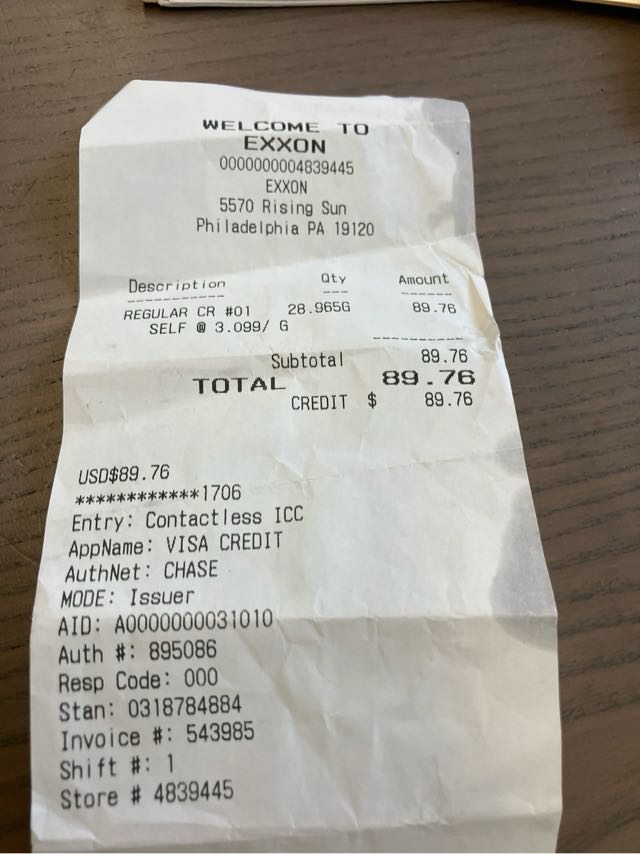 WELCOME TO
EXXON
0000000004839445
EXXON
5570 Rising Sun
Philadelphia PA 19120
Description Qty Amount
----------- --- ------
REGULAR CR #01 28.965G 89.76
SELF @ 3.099/ G
----------
Subtotal 89.76
TOTAL 89.76
CREDIT $ 89.76
USD$89.76
************1706
Entry: Contactless ICC
AppName: VISA CREDIT
AuthNet: CHASE
MODE: Issuer
AID: A0000000031010
Auth #: 895086
Resp Code: 000
Stan: 0318784884
Invoice #: 543985
Shift #: 1
Store # 4839445